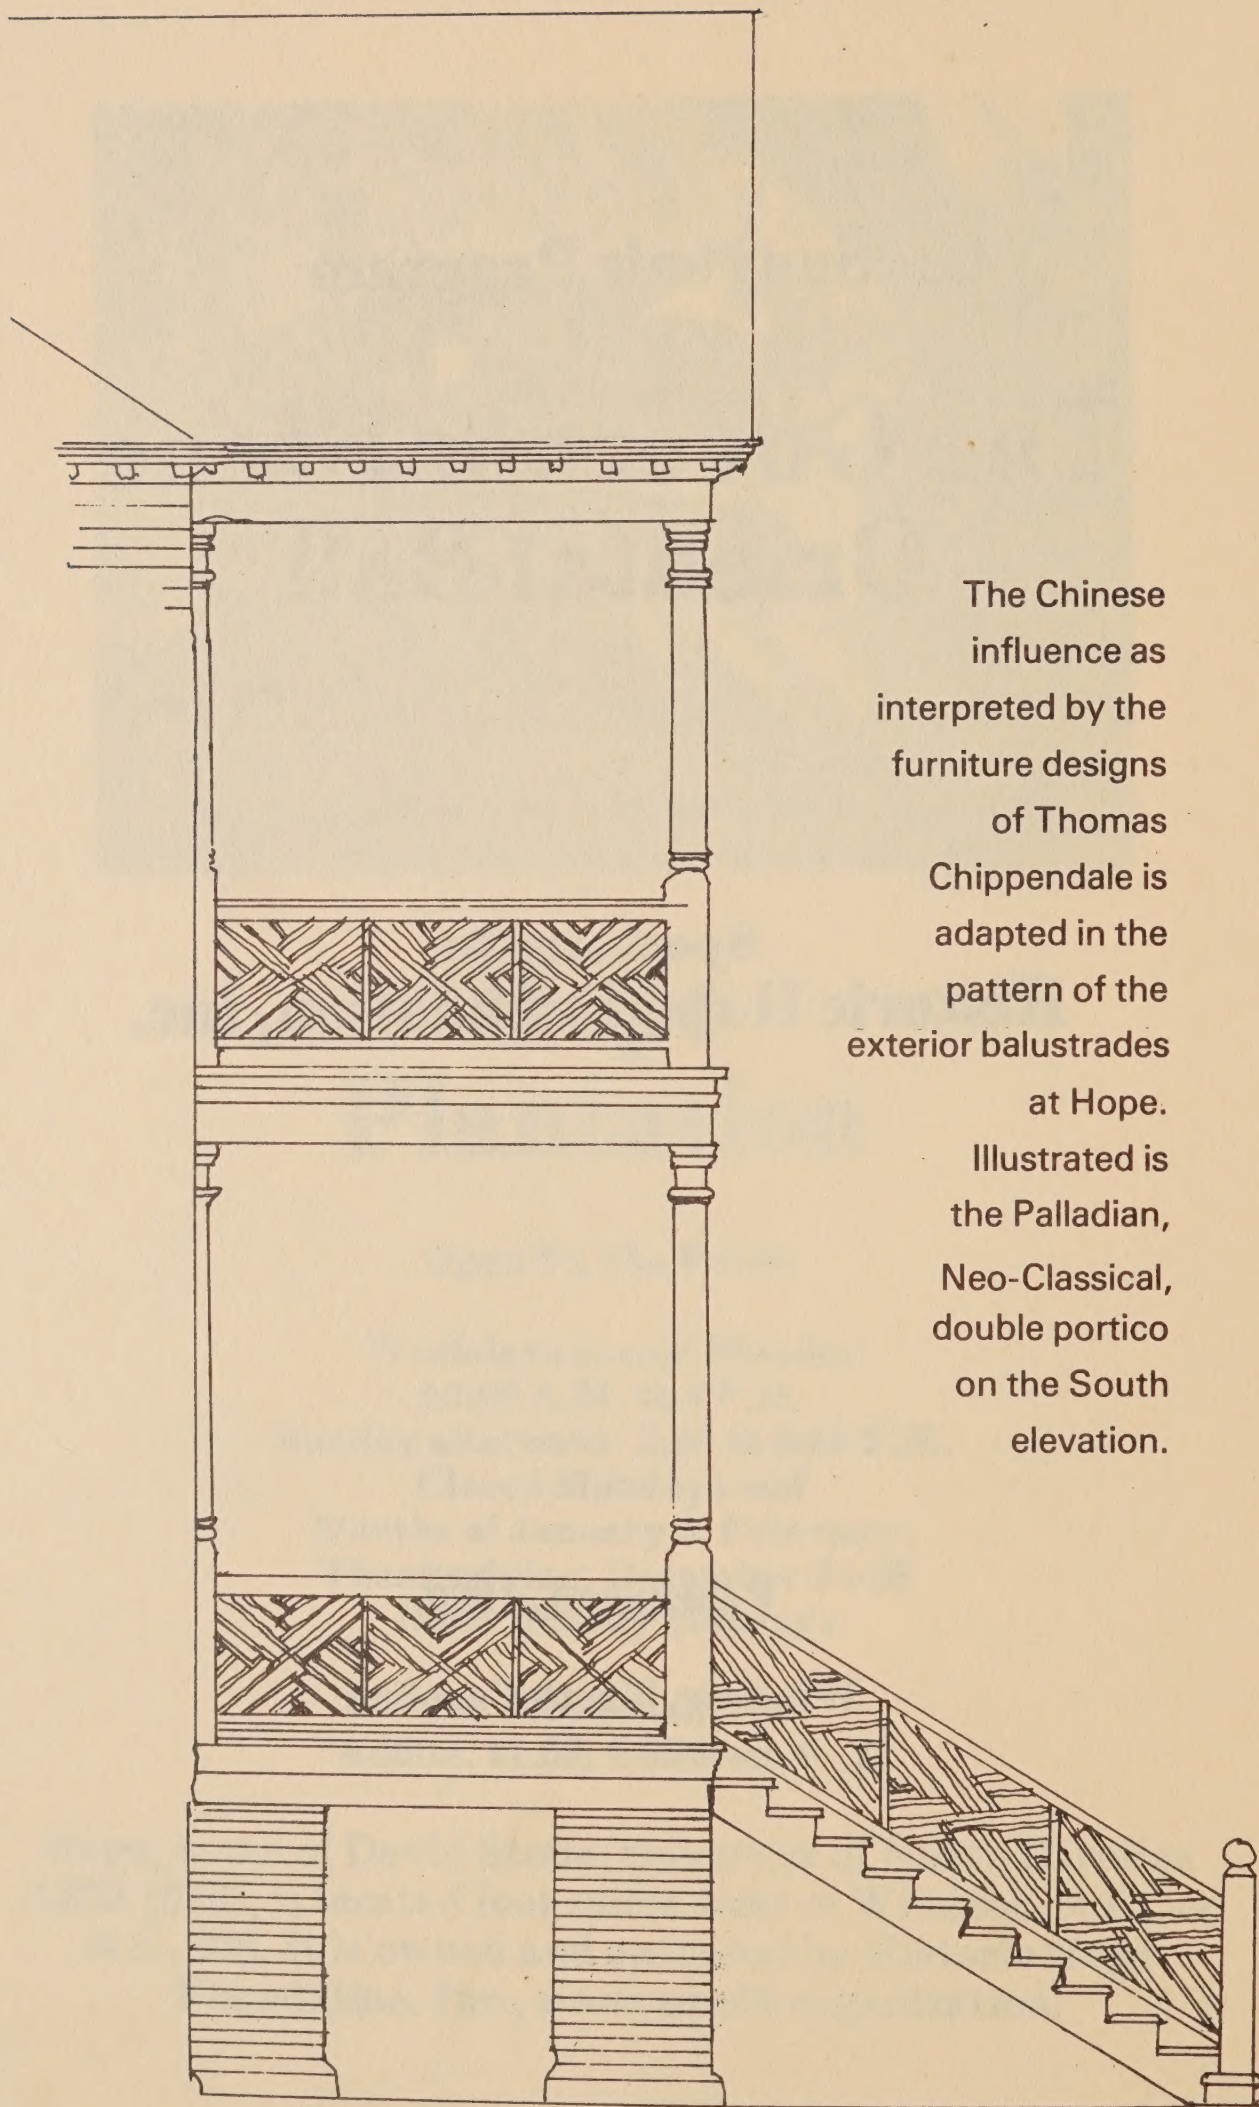 The Chinese
influence as
interpreted by the
furniture designs
of Thomas
Chippendale is
adapted in the
pattern of the
exterior balustrades
at Hope.
Illustrated is
the Palladian,
Neo-Classical,
double portico
on the South
elevation.